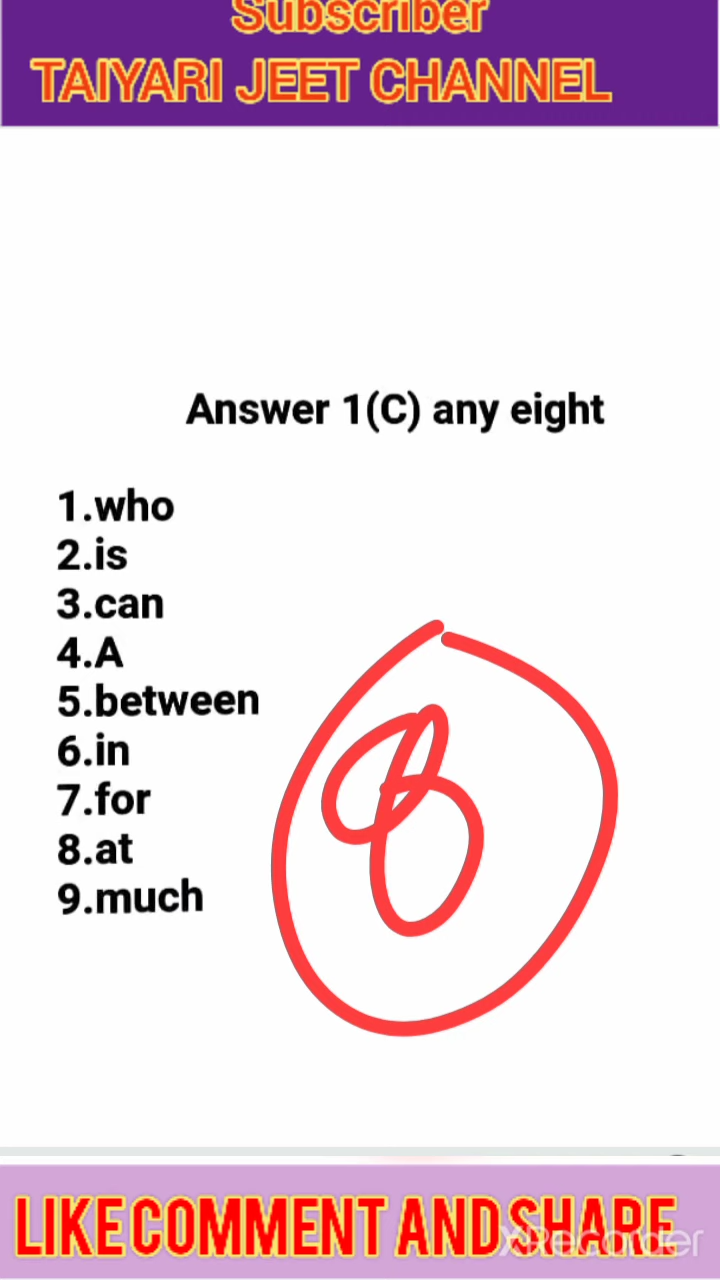 Subscriber
TAIYARI JEET CHANNEL
Answer 1(C) any eight
1.who
2.is
3.can
4.A
5.between
6.in
7.for
8.at
9.much
8
LIKE COMMENT AND SHARE
XRecorder